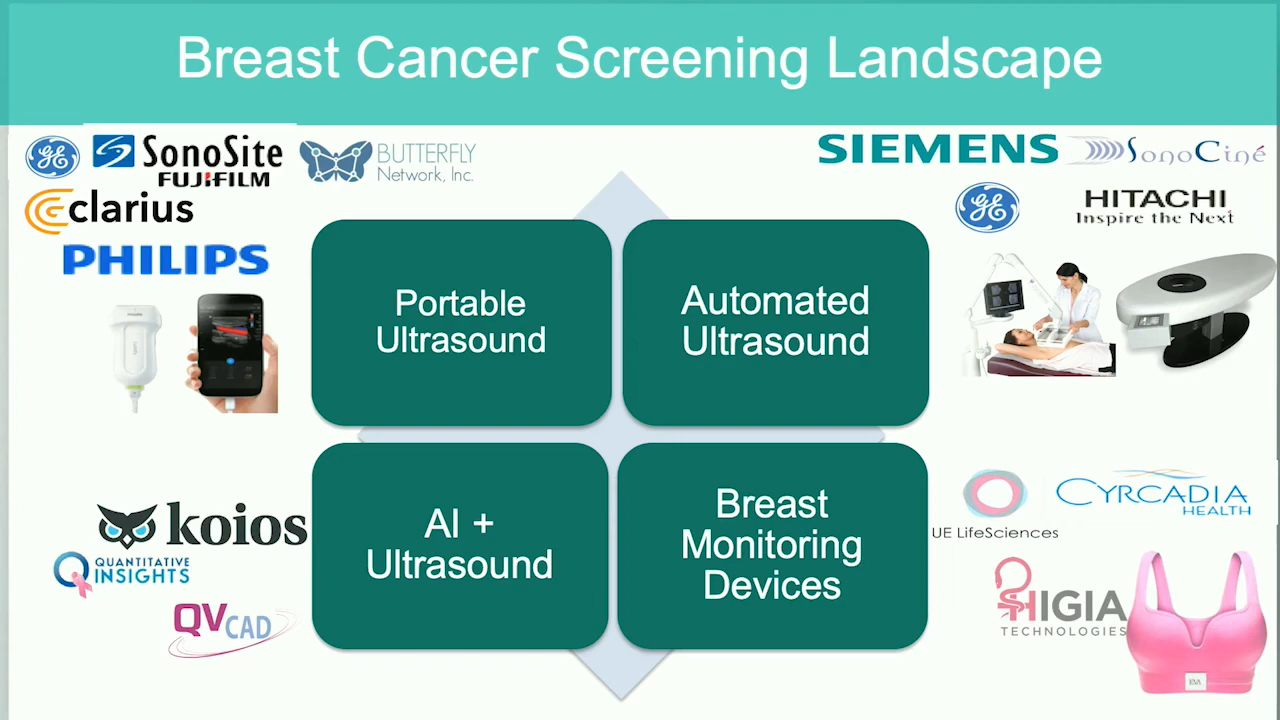 Breast Cancer Screening Landscape
GE
SonoSite
FUJIFILM
BUTTERFLY
Network, Inc.
clarius
PHILIPS
SIEMENS
SonoCiné
GE
HITACHI
Inspire the Next
Portable
Ultrasound
Automated
Ultrasound
AI +
Ultrasound
Breast
Monitoring
Devices
koios
QUANTITATIVE
INSIGHTS
QVCAD
UE LifeSciences
CYRCADIA
HEALTH
HIGIA
TECHNOLOGIES
EVA